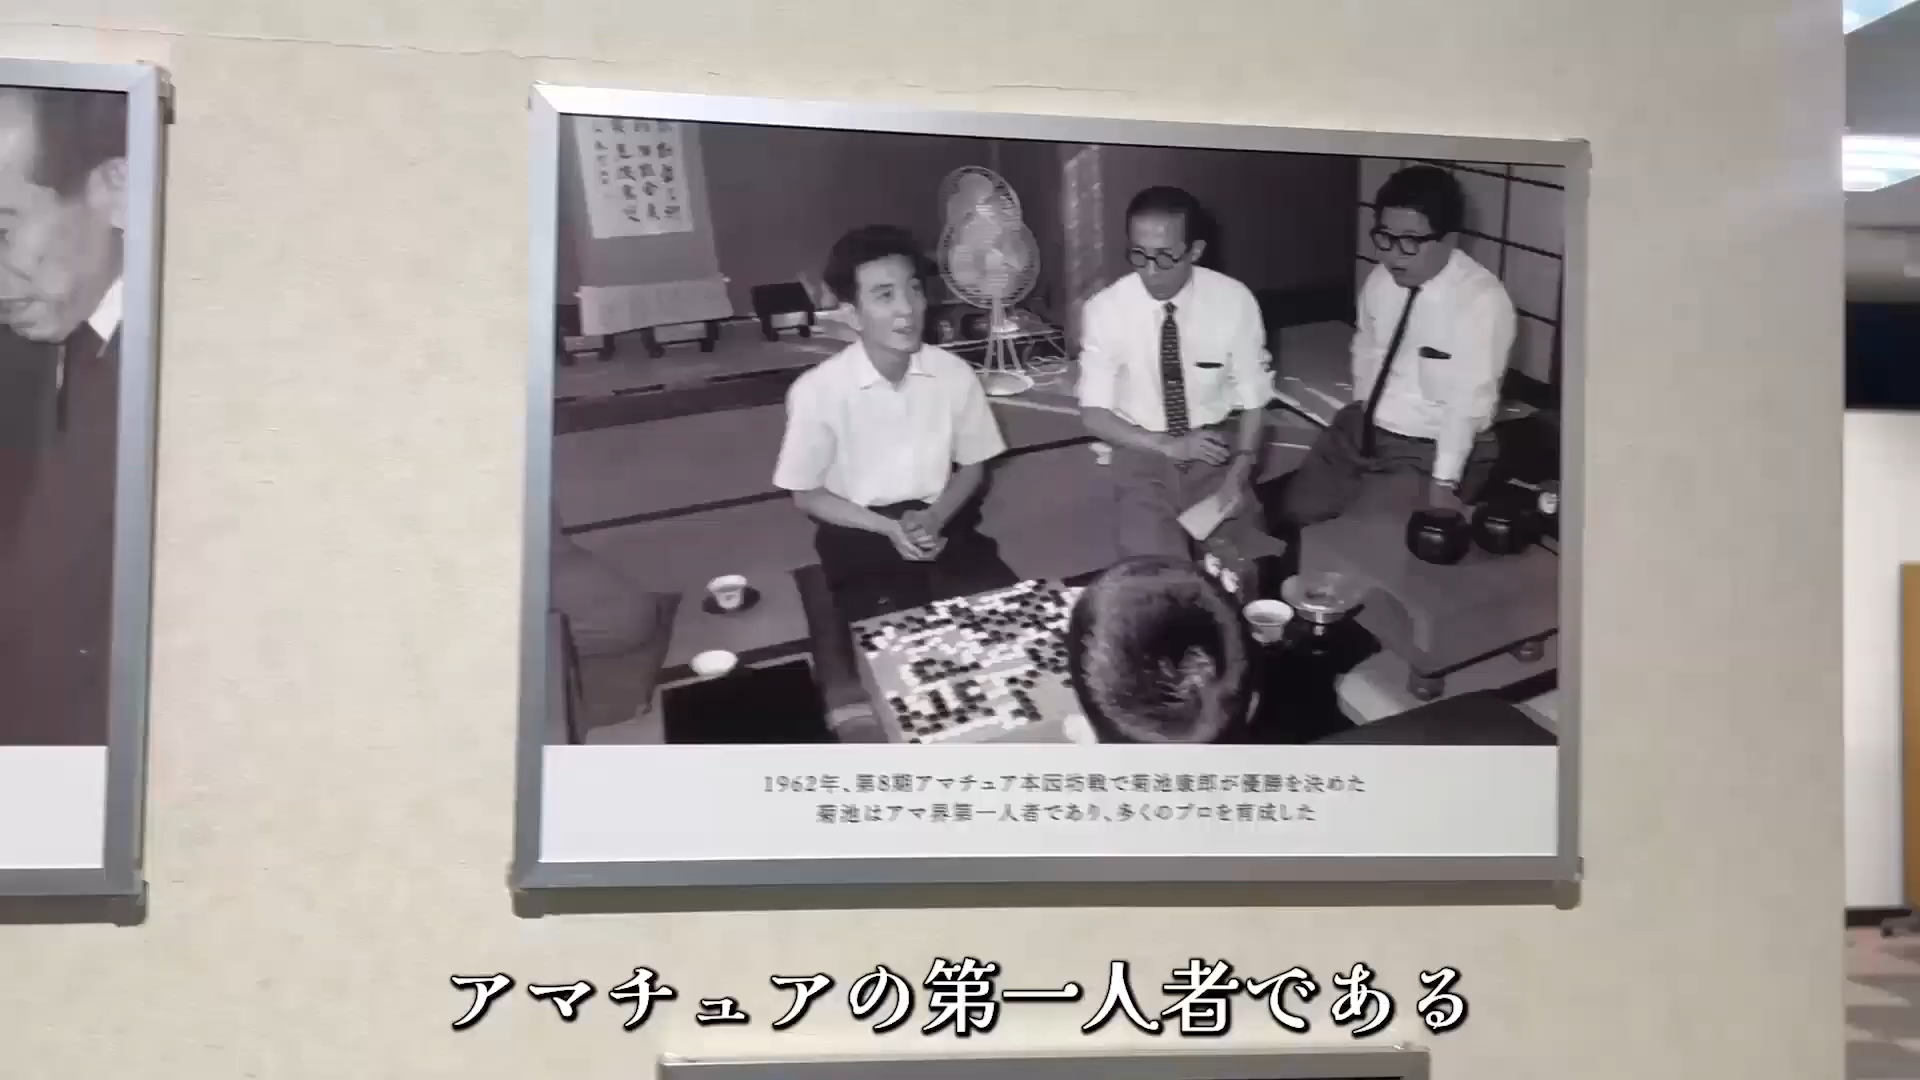 1962年、第8期アマチュア本因坊戦で菊池康郎が優勝を決めた
菊池はアマ界第一人者であり、多くのプロを育成した
アマチュアの第一人者である